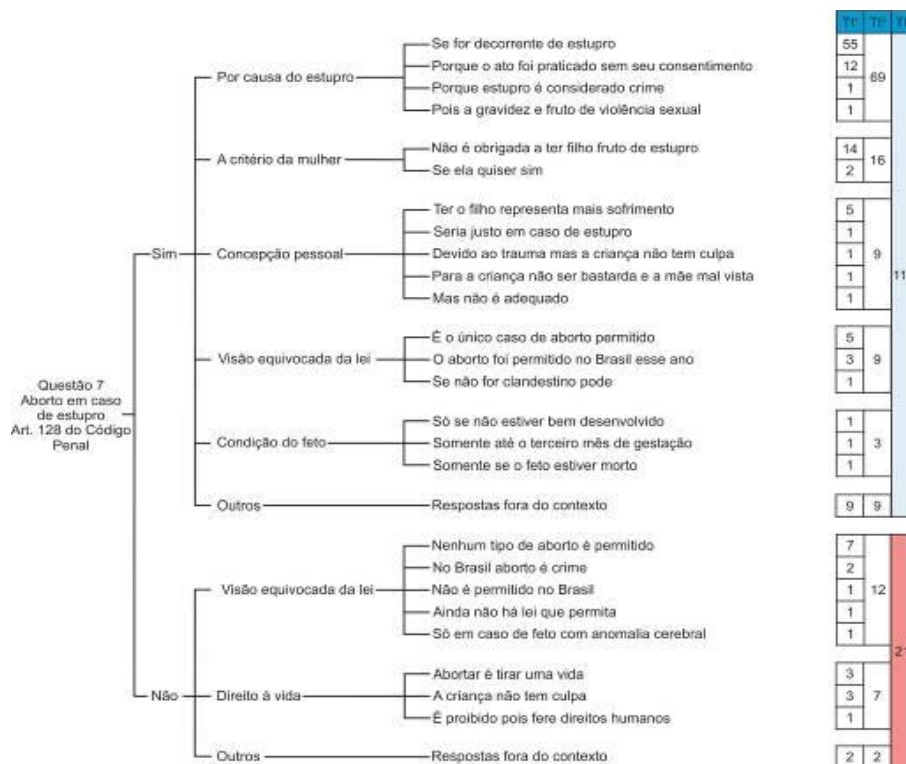 TI' TIº
Se for decorrente de estupro 55
Por causa do estupro Porque o ato foi praticado sem seu consentimento 12 69
Porque estupro é considerado crime 1
Pois a gravidez e fruto de violência sexual 1
A critério da mulher Não é obrigada a ter filho fruto de estupro 14 16
Se ela quiser sim 2
Ter o filho representa mais sofrimento 5
Seria justo em caso de estupro 1
Sim Concepção pessoal Devido ao trauma mas a criança não tem culpa 1 9
Para a criança não ser bastarda e a mãe mal vista 1 11
Mas não é adequado 1
É o único caso de aborto permitido 5
Visão equivocada da lei O aborto foi permitido no Brasil esse ano 3 9
Se não for clandestino pode 1
Questão 7
Aborto em caso
de estupro
Art. 128 do Código
Penal
Só se não estiver bem desenvolvido 1
Condição do feto Somente até o terceiro mês de gestação 1 3
Somente se o feto estiver morto 1
Outros Respostas fora do contexto 9 9
Nenhum tipo de aborto é permitido 7
No Brasil aborto é crime 2
Visão equivocada da lei Não é permitido no Brasil 1 12
Ainda não há lei que permita 1
Só em caso de feto com anomalia cerebral 1
21
Abortar é tirar uma vida 3
Não Direito à vida A criança não tem culpa 3 7
É proibido pois fere direitos humanos 1
Outros Respostas fora do contexto 2 2